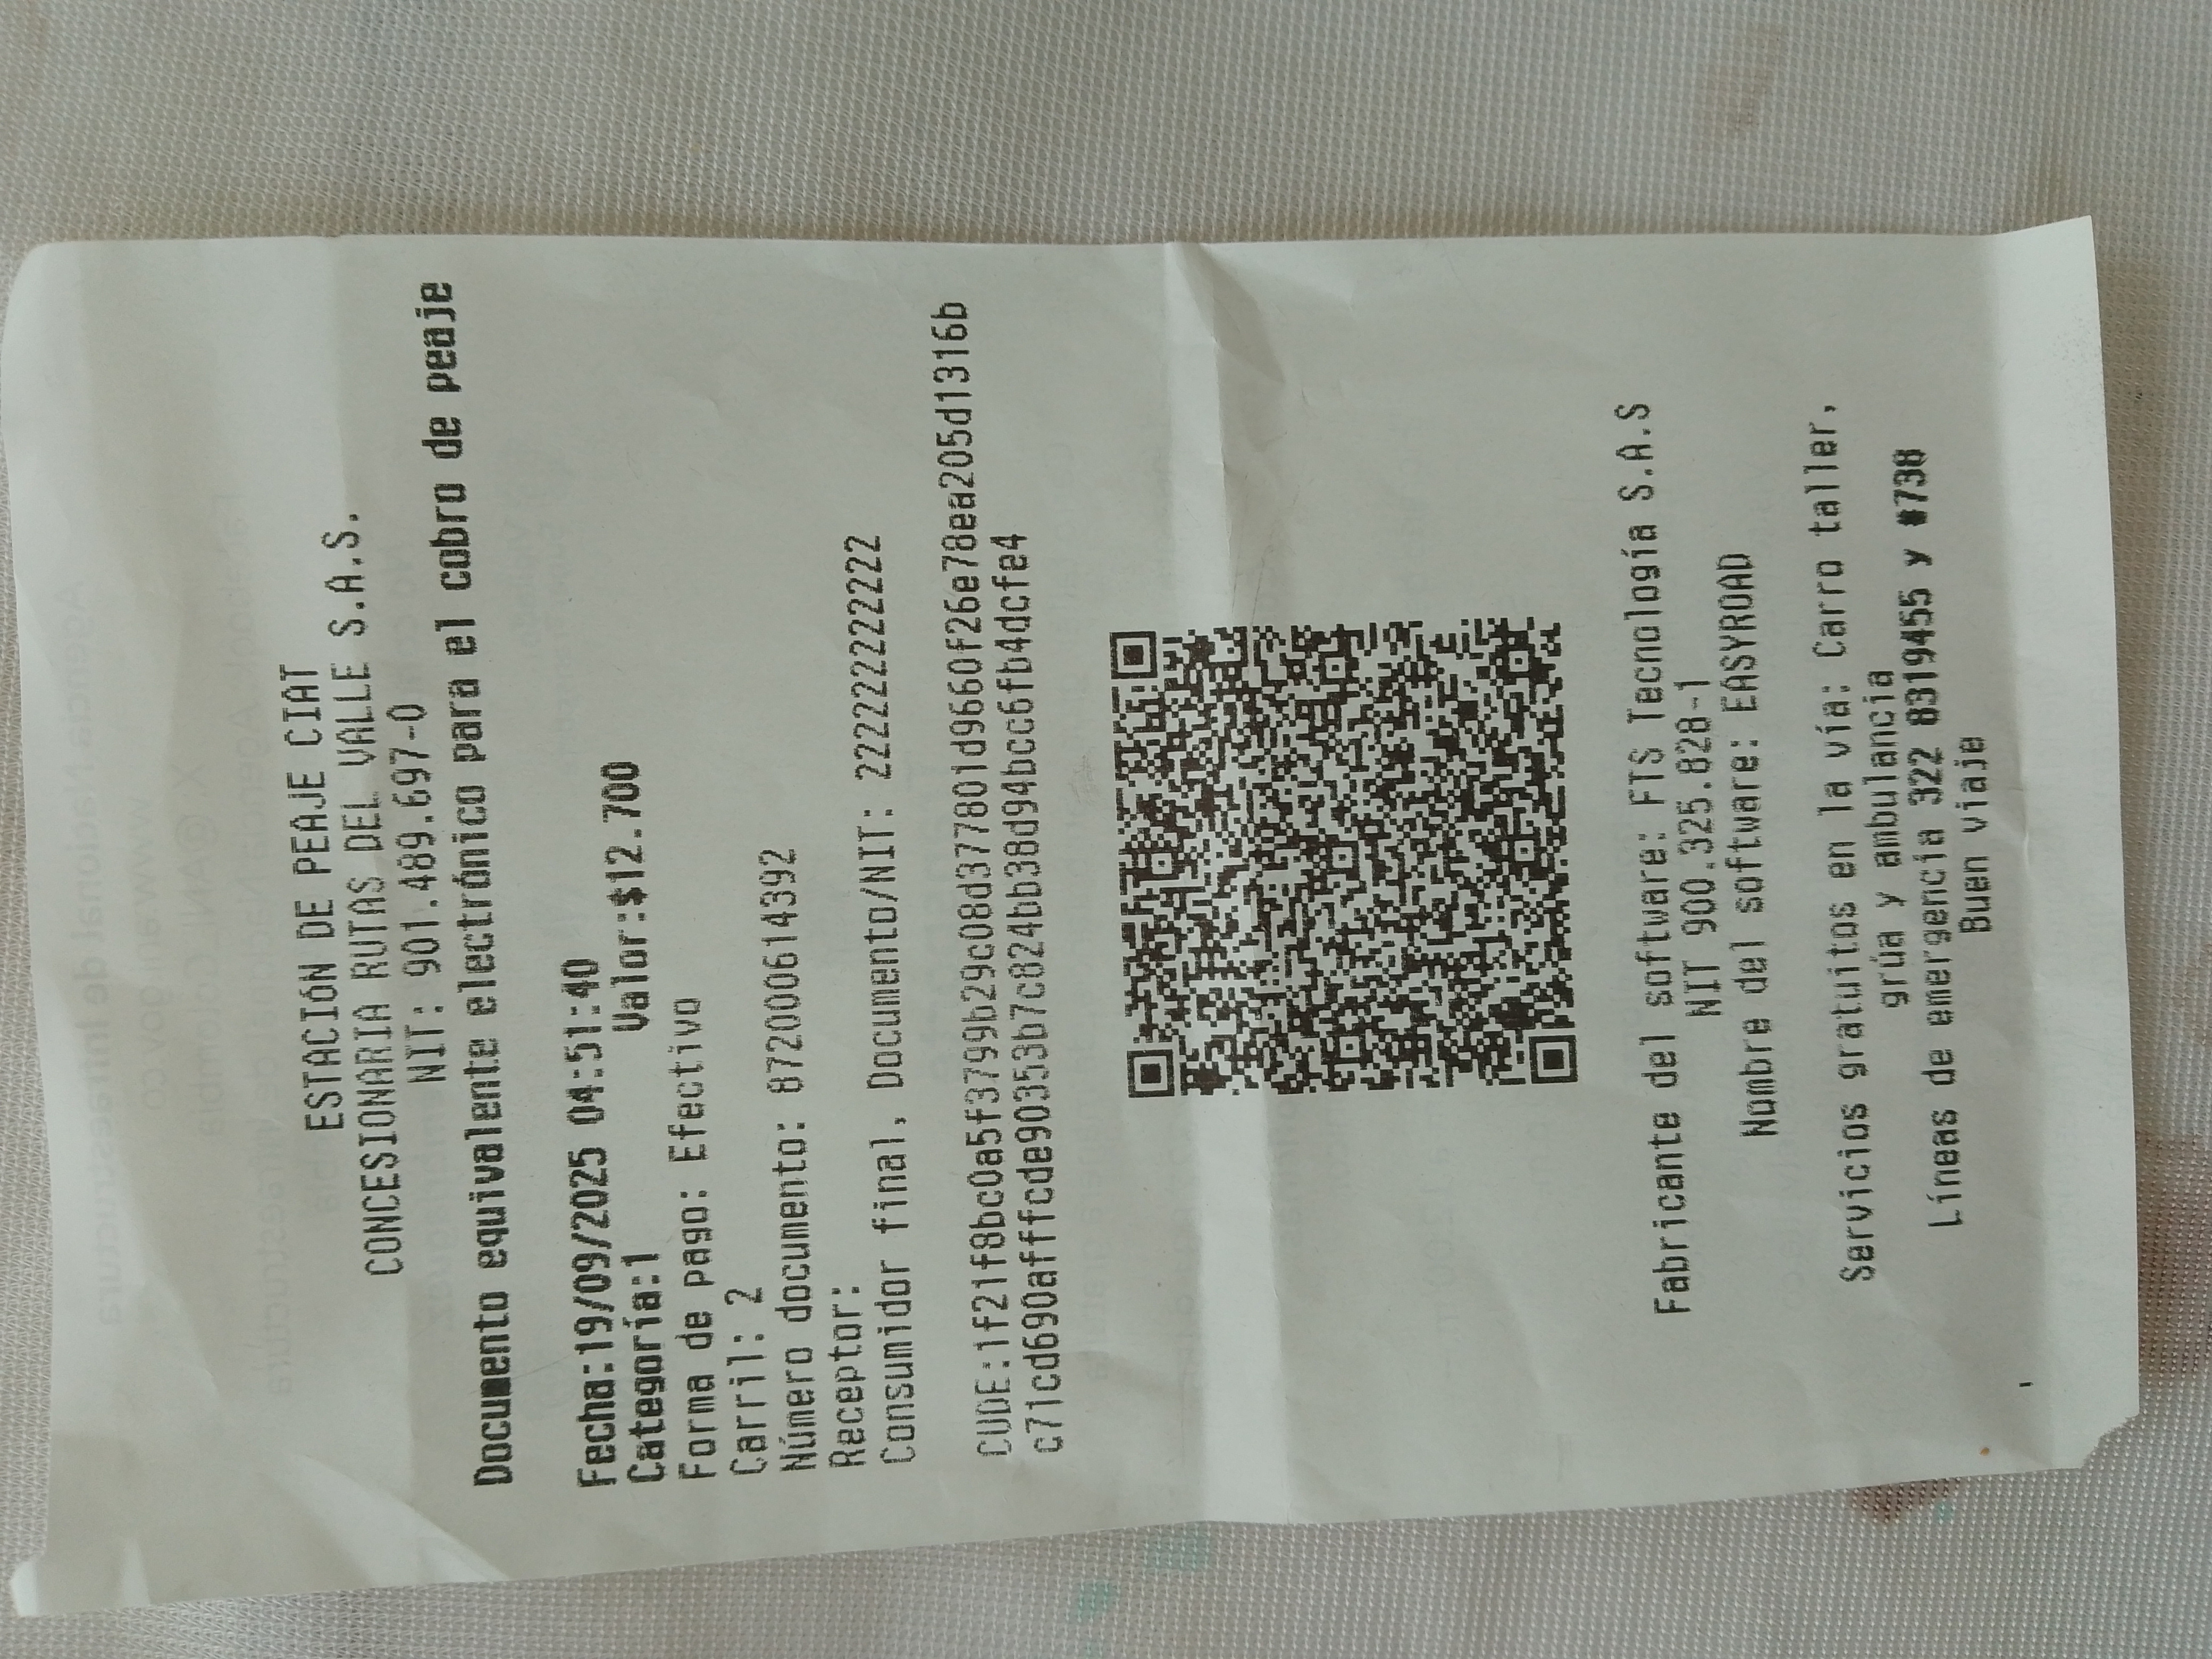 ESTACIÓN DE PEAJE CIAT
CONCESIONARIA RUTAS DEL VALLE S.A.S.
NIT: 901.489.697-0
Documento equivalente electrónico para el cobro de peaje
Fecha:19/09/2025 04:51:40
Categoría:1 Valor:$12.700
Forma de pago: Efectivo
Carril: 2
Número documento: 8720006143­92
Receptor:
Consumidor final, Documento/NIT: 222222222222
CUDE:1f21f8bc0a5f3799b29c08d377801d9660f26e78ea205d1316b
c71cd690afffcde90353b7c824bb38d94bcc6fb4dcfe4
Fabricante del software: FTS Tecnología S.A.S
NIT 900.325.828-1
Nombre del software: EASYROAD
Servicios gratuitos en la vía: Carro taller,
grúa y ambulancia
Líneas de emergencia 322 8319455 y #738
Buen viaje